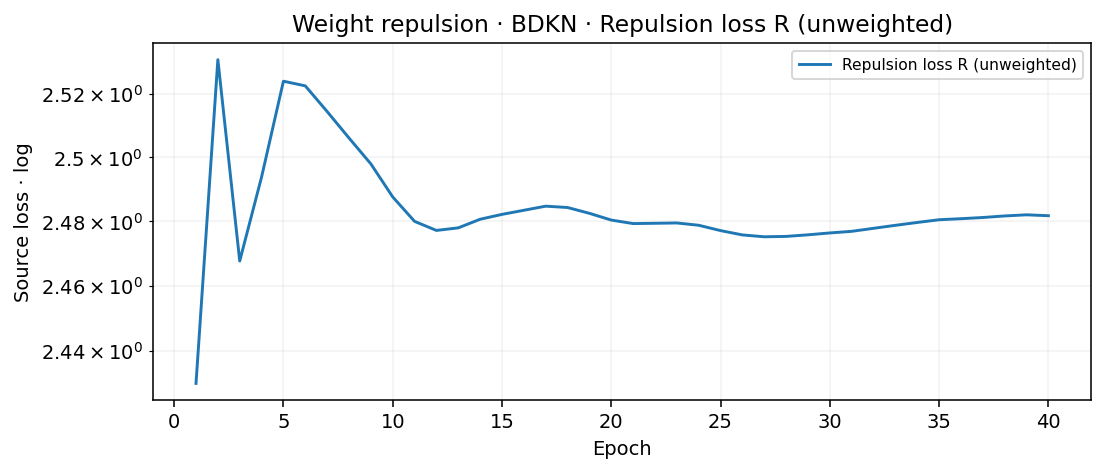 Weight repulsion · BDKN · Repulsion loss R (unweighted)
Repulsion loss R (unweighted)
Source loss · log
2.52 × 10⁰
2.5 × 10⁰
2.48 × 10⁰
2.46 × 10⁰
2.44 × 10⁰
0 5 10 15 20 25 30 35 40
Epoch